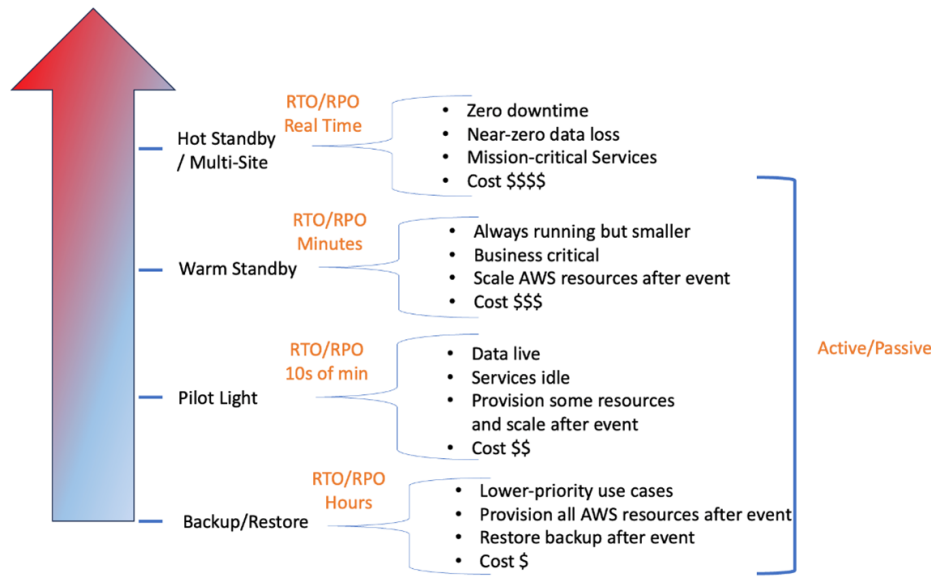 RTO/RPO
Real Time
Hot Standby
/ Multi-Site
• Zero downtime
• Near-zero data loss
• Mission-critical Services
• Cost $$$$
RTO/RPO
Minutes
Warm Standby
• Always running but smaller
• Business critical
• Scale AWS resources after event
• Cost $$$
RTO/RPO
10s of min
Pilot Light
• Data live
• Services idle
• Provision some resources
and scale after event
• Cost $$
RTO/RPO
Hours
Backup/Restore
• Lower-priority use cases
• Provision all AWS resources after event
• Restore backup after event
• Cost $
Active/Passive